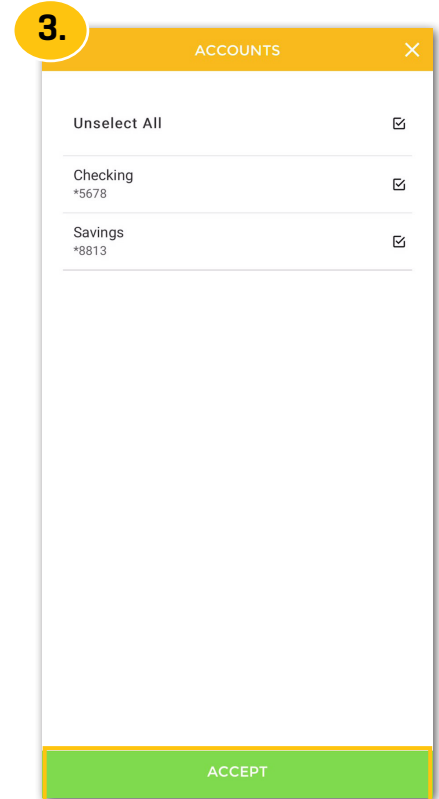 3.
ACCOUNTS
Unselect All
Checking
*5678
Savings
*8813
ACCEPT